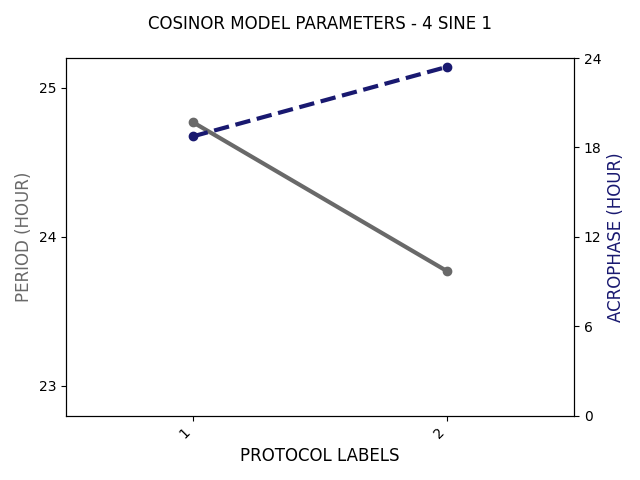 COSINOR MODEL PARAMETERS - 4 SINE 1
25
24
23
PERIOD (HOUR)
24
18
12
6
0
ACROPHASE (HOUR)
1
2
PROTOCOL LABELS